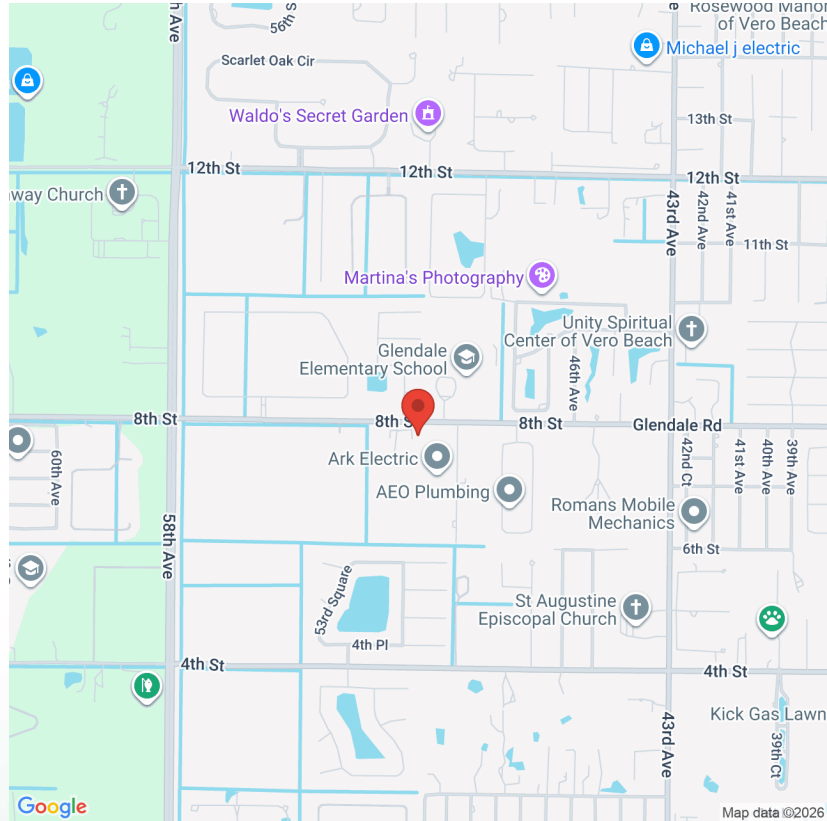 56th S
h Ave
e
Rosewood Manor
of Vero Beach
Michael j electric
Scarlet Oak Cir
Waldo's Secret Garden
13th St
12th St
12th St
12th St
away Church
43rd Ave
42nd Ave
41st Ave
11th St
Martina's Photography
Unity Spiritual
Center of Vero Beach
Glendale
Elementary School
46th Ave
8th St
8th S
8th St
Glendale Rd
Ark Electric
60th Ave
42nd Ct
41st Ave
40th Ave
39th Ave
AEO Plumbing
Romans Mobile
Mechanics
58th Ave
6th St
53rd Square
St Augustine
Episcopal Church
4th Pl
4th St
4th St
43rd Ave
Kick Gas Lawn
39th Ct
Google
Map data ©2026